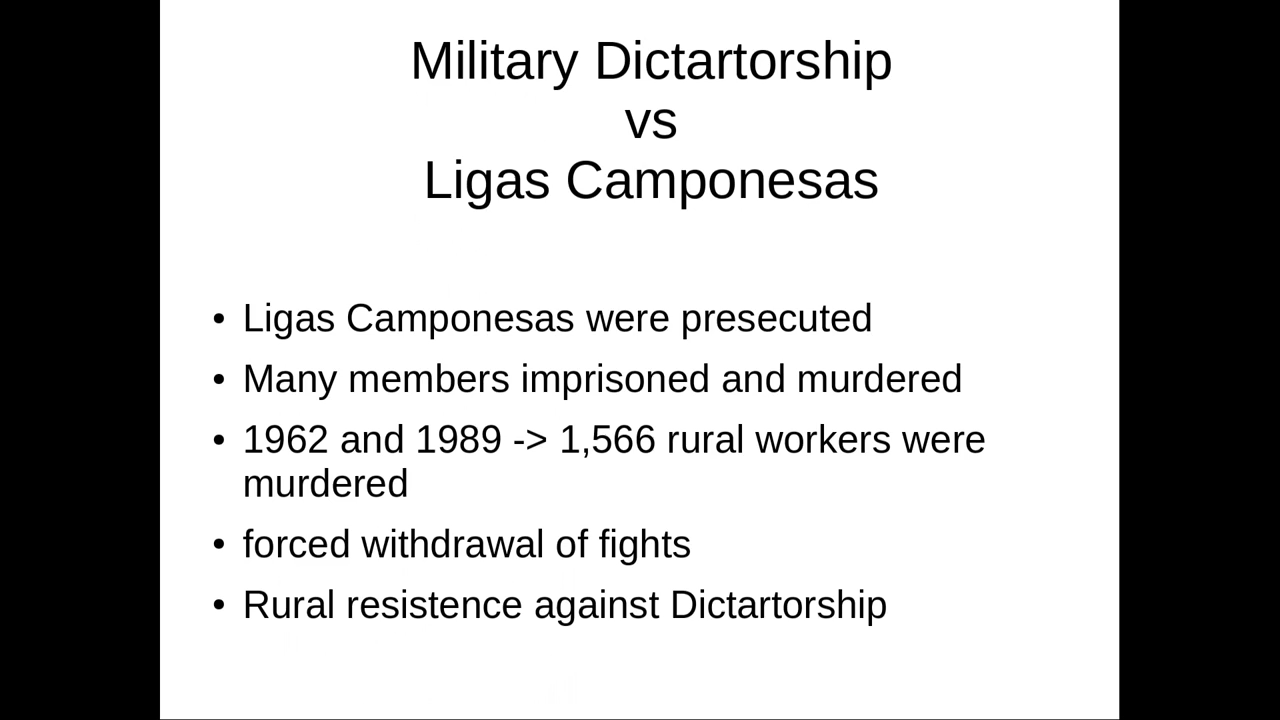 Military Dictartorship
vs
Ligas Camponesas
• Ligas Camponesas were presecuted
• Many members imprisoned and murdered
• 1962 and 1989 -> 1,566 rural workers were
murdered
• forced withdrawal of fights
• Rural resistence against Dictartorship